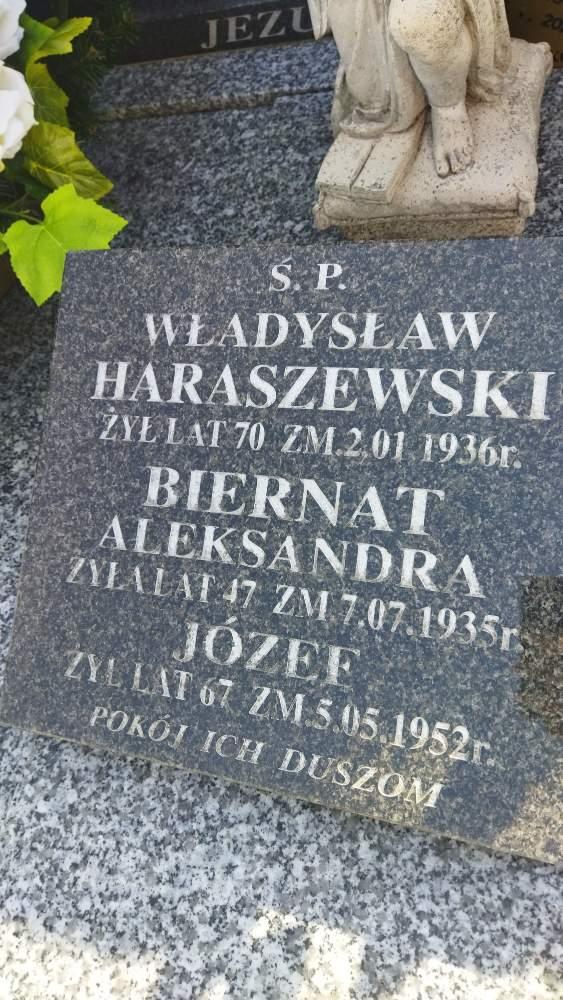 JEZU
Ś. P.
WŁADYSŁAW
HARASZEWSKI
ŻYŁ LAT 70 ZM.2.01 1936r.
BIERNAT
ALEKSANDRA
ŻYŁA LAT 47 ZM.7.07.1935r.
JÓZEF
ŻYŁ LAT 67 ZM.5.05.1952r.
POKÓJ ICH DUSZOM